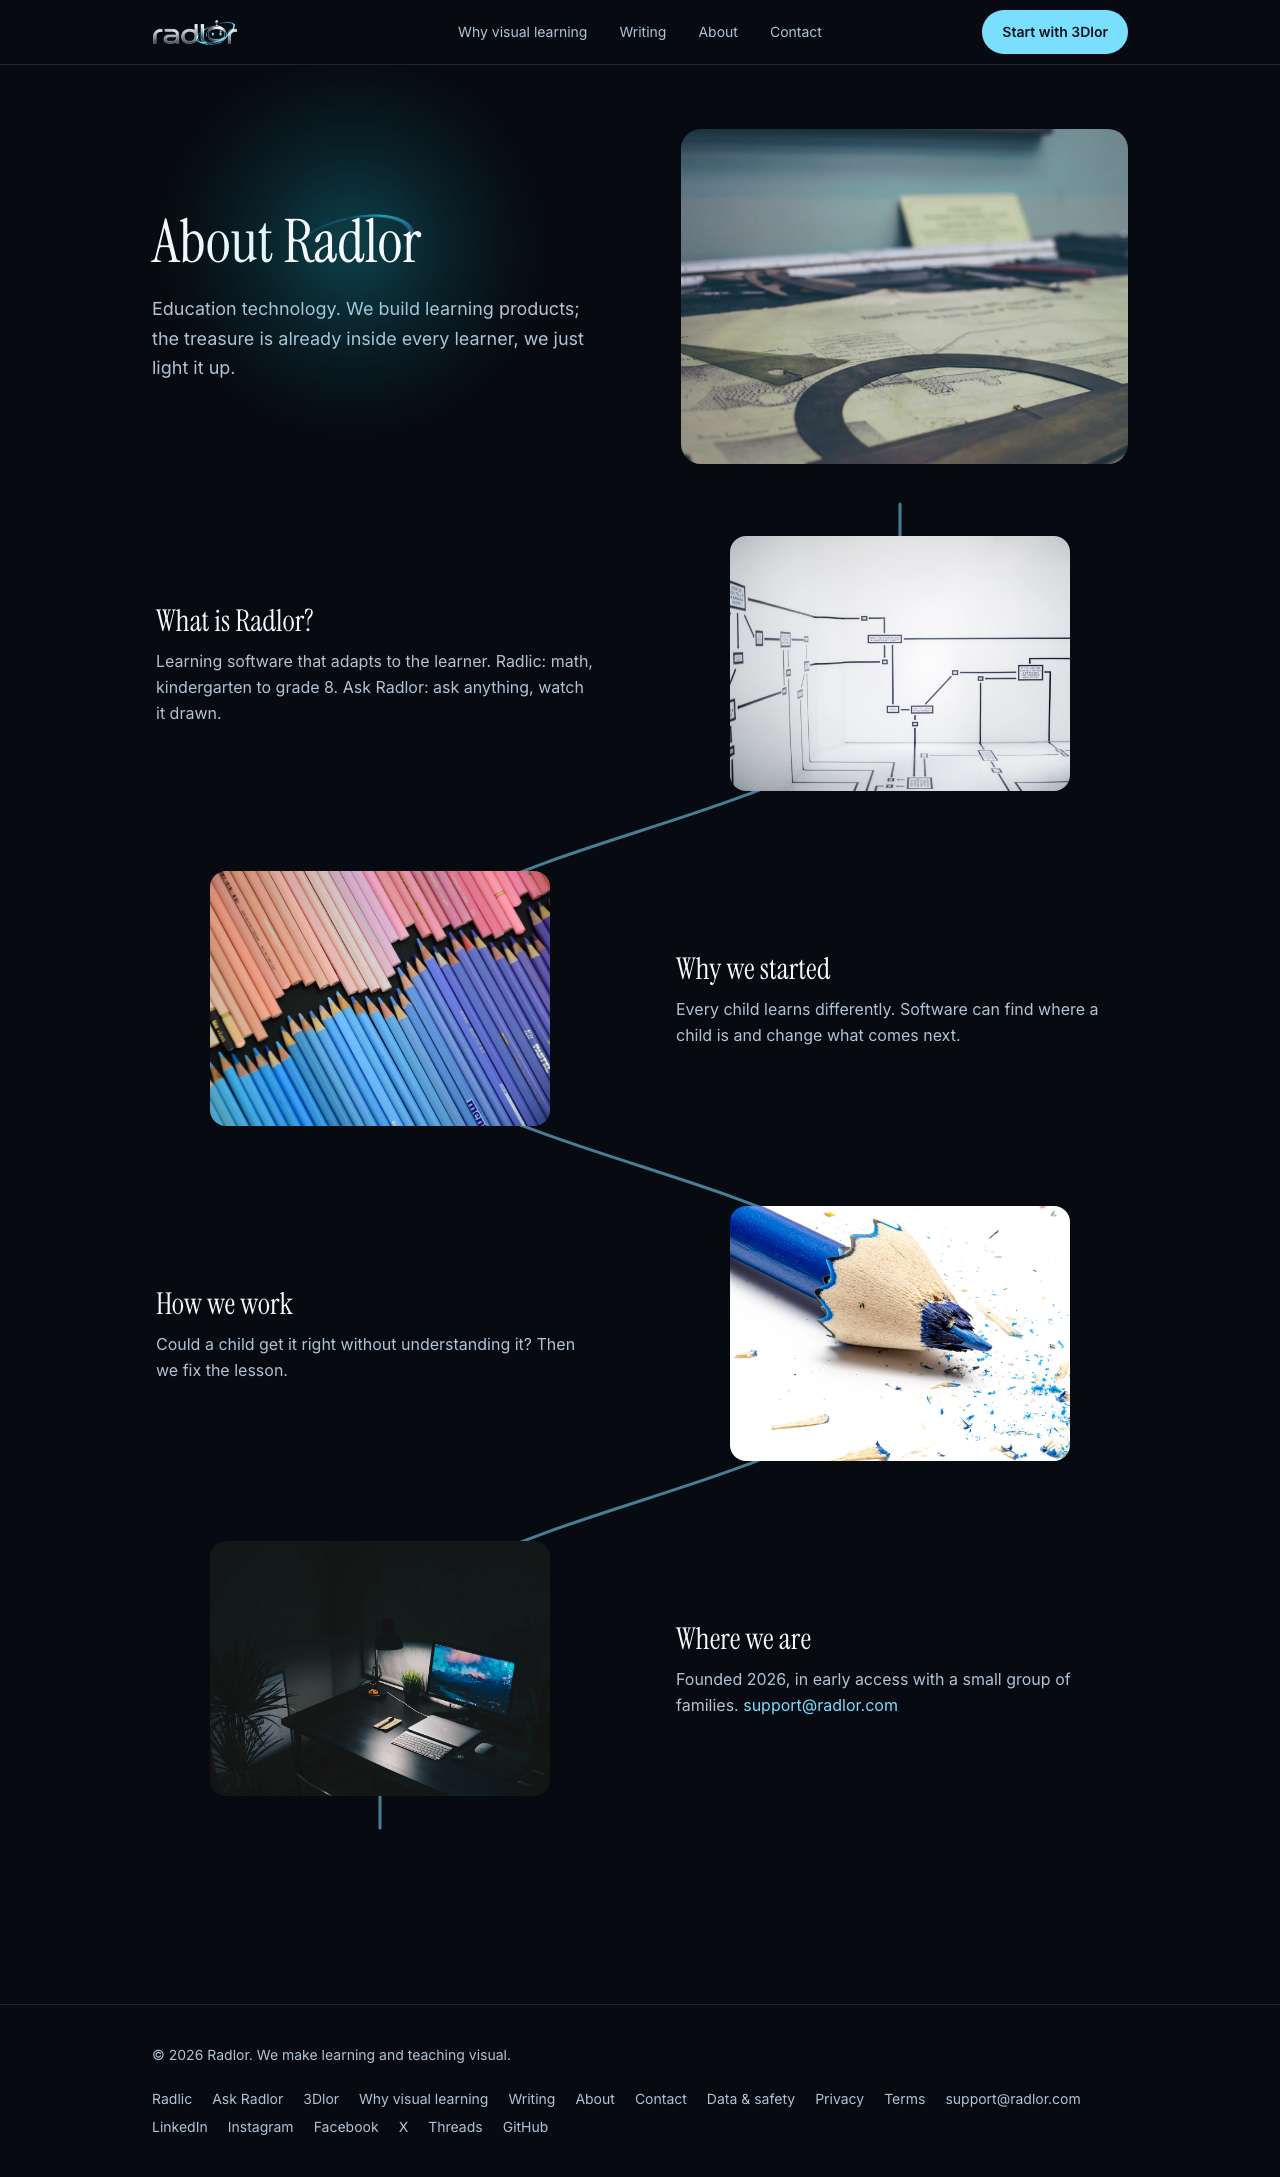 radlor
Why visual learning
Writing
About
Contact
Start with 3Dlor
About Radlor
Education technology. We build learning products;
the treasure is already inside every learner, we just
light it up.
What is Radlor?
Learning software that adapts to the learner. Radlic: math,
kindergarten to grade 8. Ask Radlor: ask anything, watch
it drawn.
Why we started
Every child learns differently. Software can find where a
child is and change what comes next.
How we work
Could a child get it right without understanding it? Then
we fix the lesson.
Where we are
Founded 2026, in early access with a small group of
families. support@radlor.com
© 2026 Radlor. We make learning and teaching visual.
Radlic Ask Radlor 3Dlor Why visual learning Writing About Contact Data & safety Privacy Terms support@radlor.com
LinkedIn Instagram Facebook X Threads GitHub